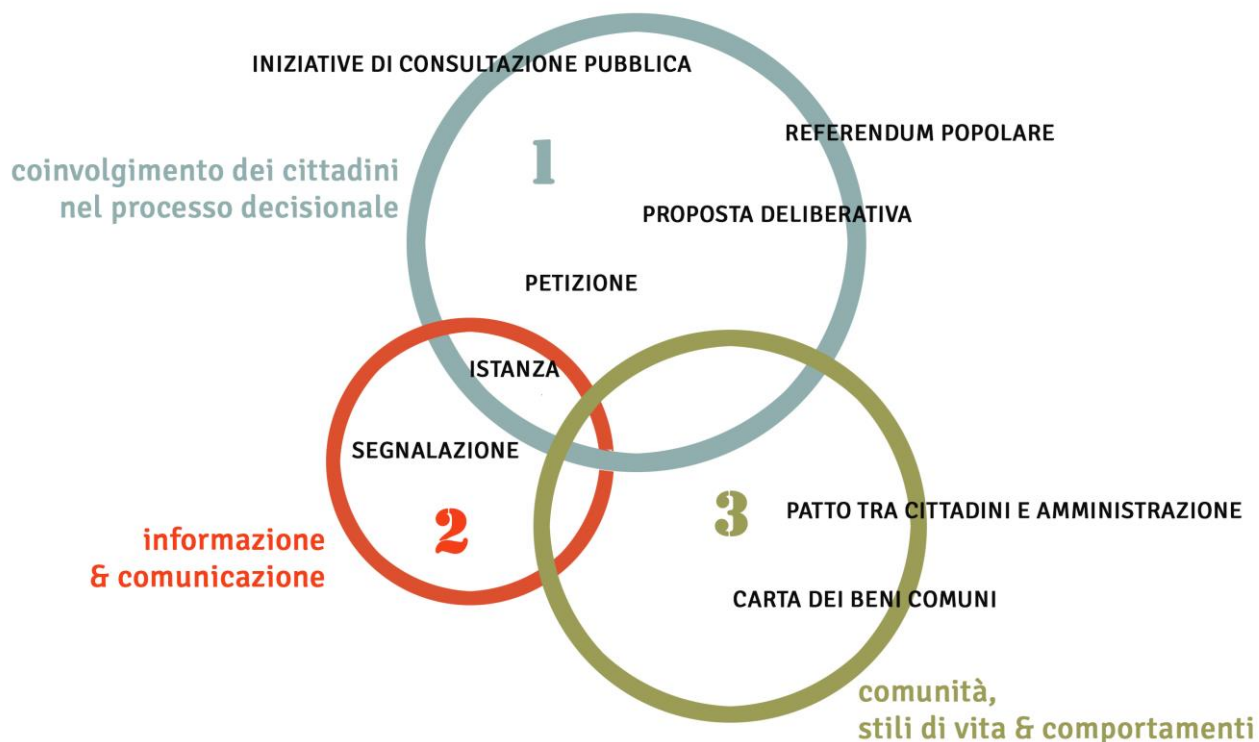 INIZIATIVE DI CONSULTAZIONE PUBBLICA
REFERENDUM POPOLARE
1
coinvolgimento dei cittadini
nel processo decisionale
PROPOSTA DELIBERATIVA
PETIZIONE
ISTANZA
SEGNALAZIONE
2
informazione
& comunicazione
3
PATTO TRA CITTADINI E AMMINISTRAZIONE
CARTA DEI BENI COMUNI
comunità,
stili di vita & comportamenti